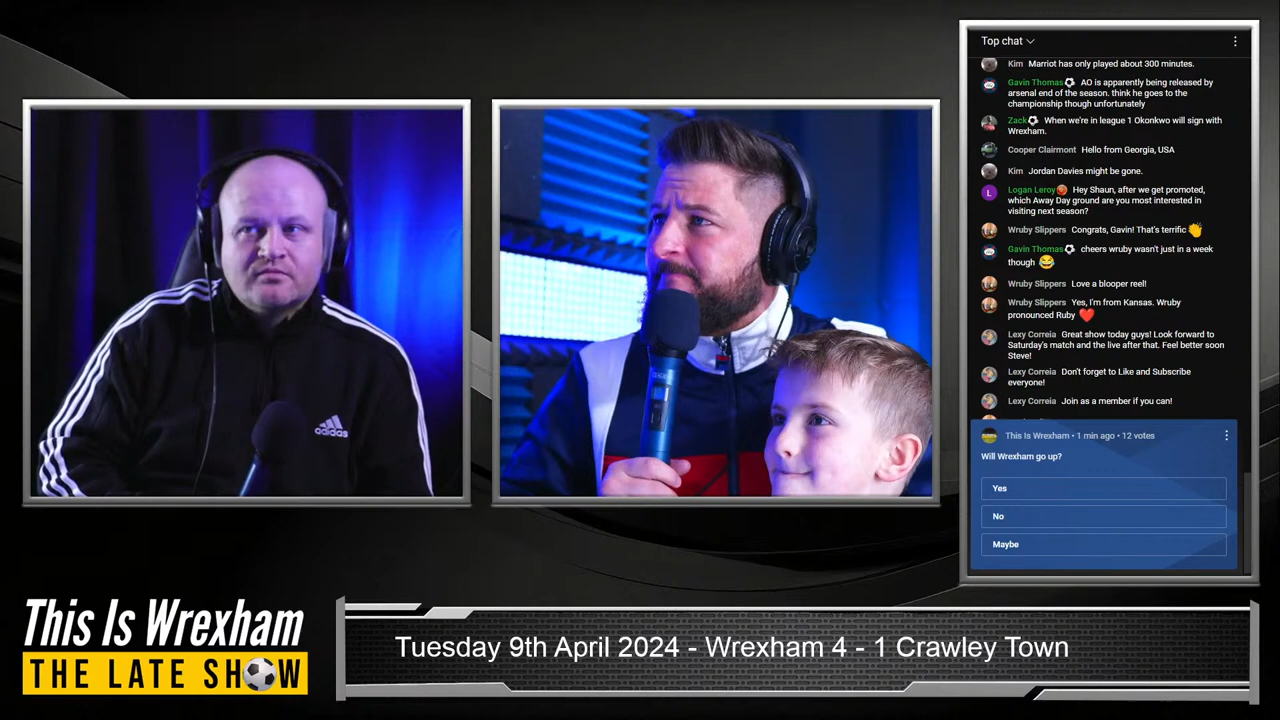 Top chat
Kim Marriot has only played about 300 minutes.
Gavin Thomas⚽ AO is apparently being released by
arsenal end of the season. think he goes to the
championship though unfortunately
Zack⚽ When we're in league 1 Okonkwo will sign with
Wrexham.
Cooper Clairmont Hello from Georgia, USA
Kim Jordan Davies might be gone.
L
Logan Leroy Hey Shaun, after we get promoted,
which Away Day ground are you most interested in
visiting next season?
Wruby Slippers Congrats, Gavin! That's terrific 👏
Gavin Thomas⚽ cheers wruby wasn't just in a week
though 😂
Wruby Slippers Love a blooper reel!
Wruby Slippers Yes, I'm from Kansas. Wruby
pronounced Ruby ❤️
Lexy Correia Great show today guys! Look forward to
Saturday's match and the live after that. Feel better soon
Steve!
Lexy Correia Don't forget to Like and Subscribe
everyone!
Lexy Correia Join as a member if you can!
This Is Wrexham • 1 min ago • 12 votes
Will Wrexham go up?
Yes
No
Maybe
adidas
This Is Wrexham
THE LATE SHOW
Tuesday 9th April 2024 - Wrexham 4 - 1 Crawley Town